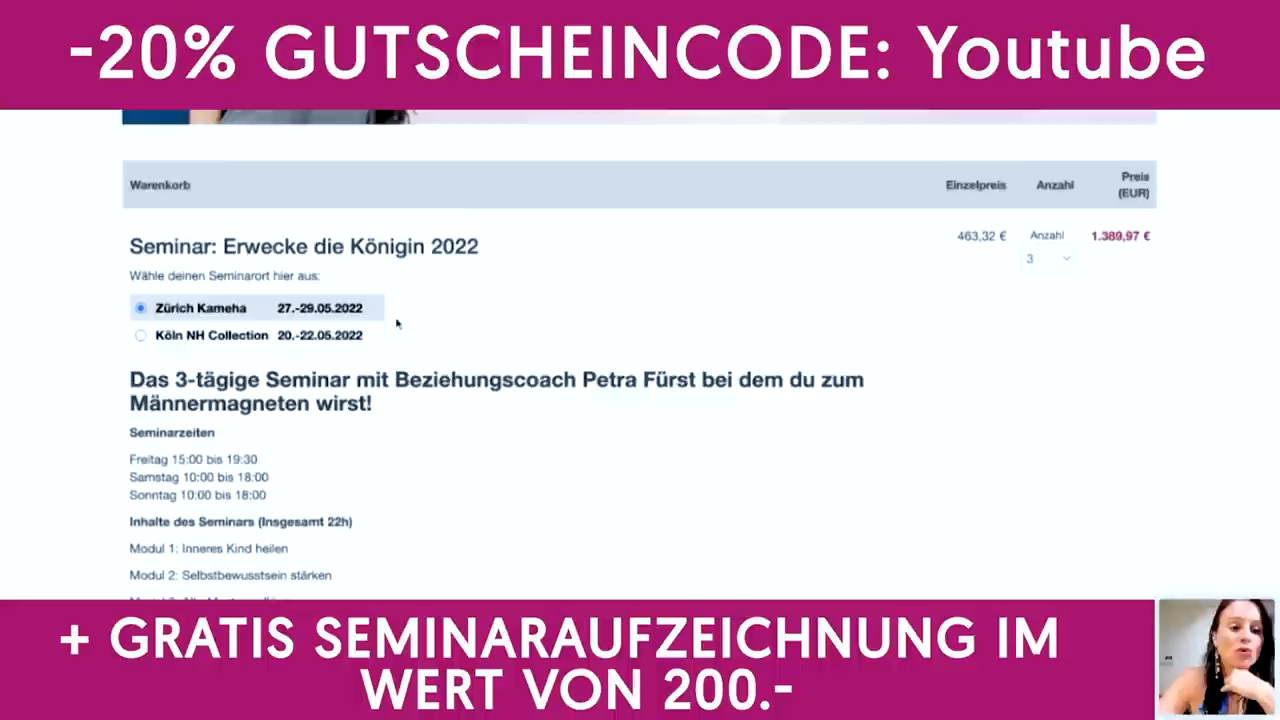 -20% GUTSCHEINCODE: Youtube
Warenkorb
Einzelpreis
Anzahl
Preis
(EUR)
Seminar: Erwecke die Königin 2022
463,32 €
Anzahl
1.389,97 €
3
Wähle deinen Seminarort hier aus:
Zürich Kameha 27.-29.05.2022
Köln NH Collection 20.-22.05.2022
Das 3-tägige Seminar mit Beziehungscoach Petra Fürst bei dem du zum
Männermagneten wirst!
Seminarzeiten
Freitag 15:00 bis 19:30
Samstag 10:00 bis 18:00
Sonntag 10:00 bis 18:00
Inhalte des Seminars (Insgesamt 22h)
Modul 1: Inneres Kind heilen
Modul 2: Selbstbewusstsein stärken
+ GRATIS SEMINARAUFZEICHNUNG IM
WERT VON 200.-